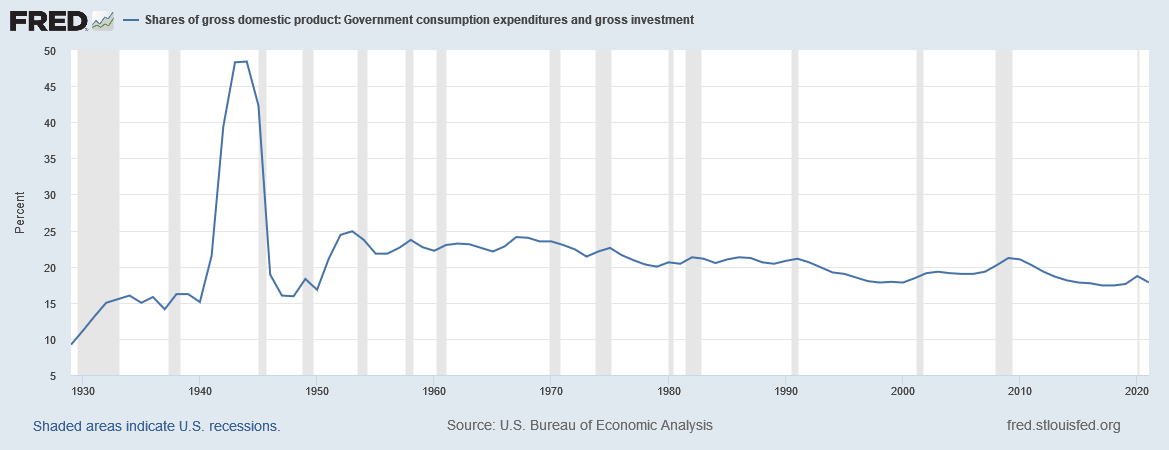 FRED
Shares of gross domestic product: Government consumption expenditures and gross investment
Percent
50
45
40
35
30
25
20
15
10
5
1930 1940 1950 1960 1970 1980 1990 2000 2010 2020
Shaded areas indicate U.S. recessions.
Source: U.S. Bureau of Economic Analysis
fred.stlouisfed.org